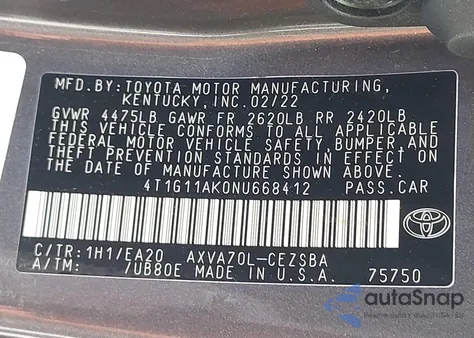 MFD.BY: TOYOTA MOTOR MANUFACTURING,
KENTUCKY, INC. 02/22
GVWR 4475LB GAWR FR 2620LB RR 2420LB
THIS VEHICLE CONFORMS TO ALL APPLICABLE
FEDERAL MOTOR VEHICLE SAFETY, BUMPER, AND
THEFT PREVENTION STANDARDS IN EFFECT ON
THE DATE OF MANUFACTURE SHOWN ABOVE.
4T1G11AK0NU668412 PASS.CAR
C/TR: 1H1/EA20 AXVA70L-CEZSBA
A/TM: /UB80E MADE IN U.S.A. 75750
TOYOTA
autoSnap